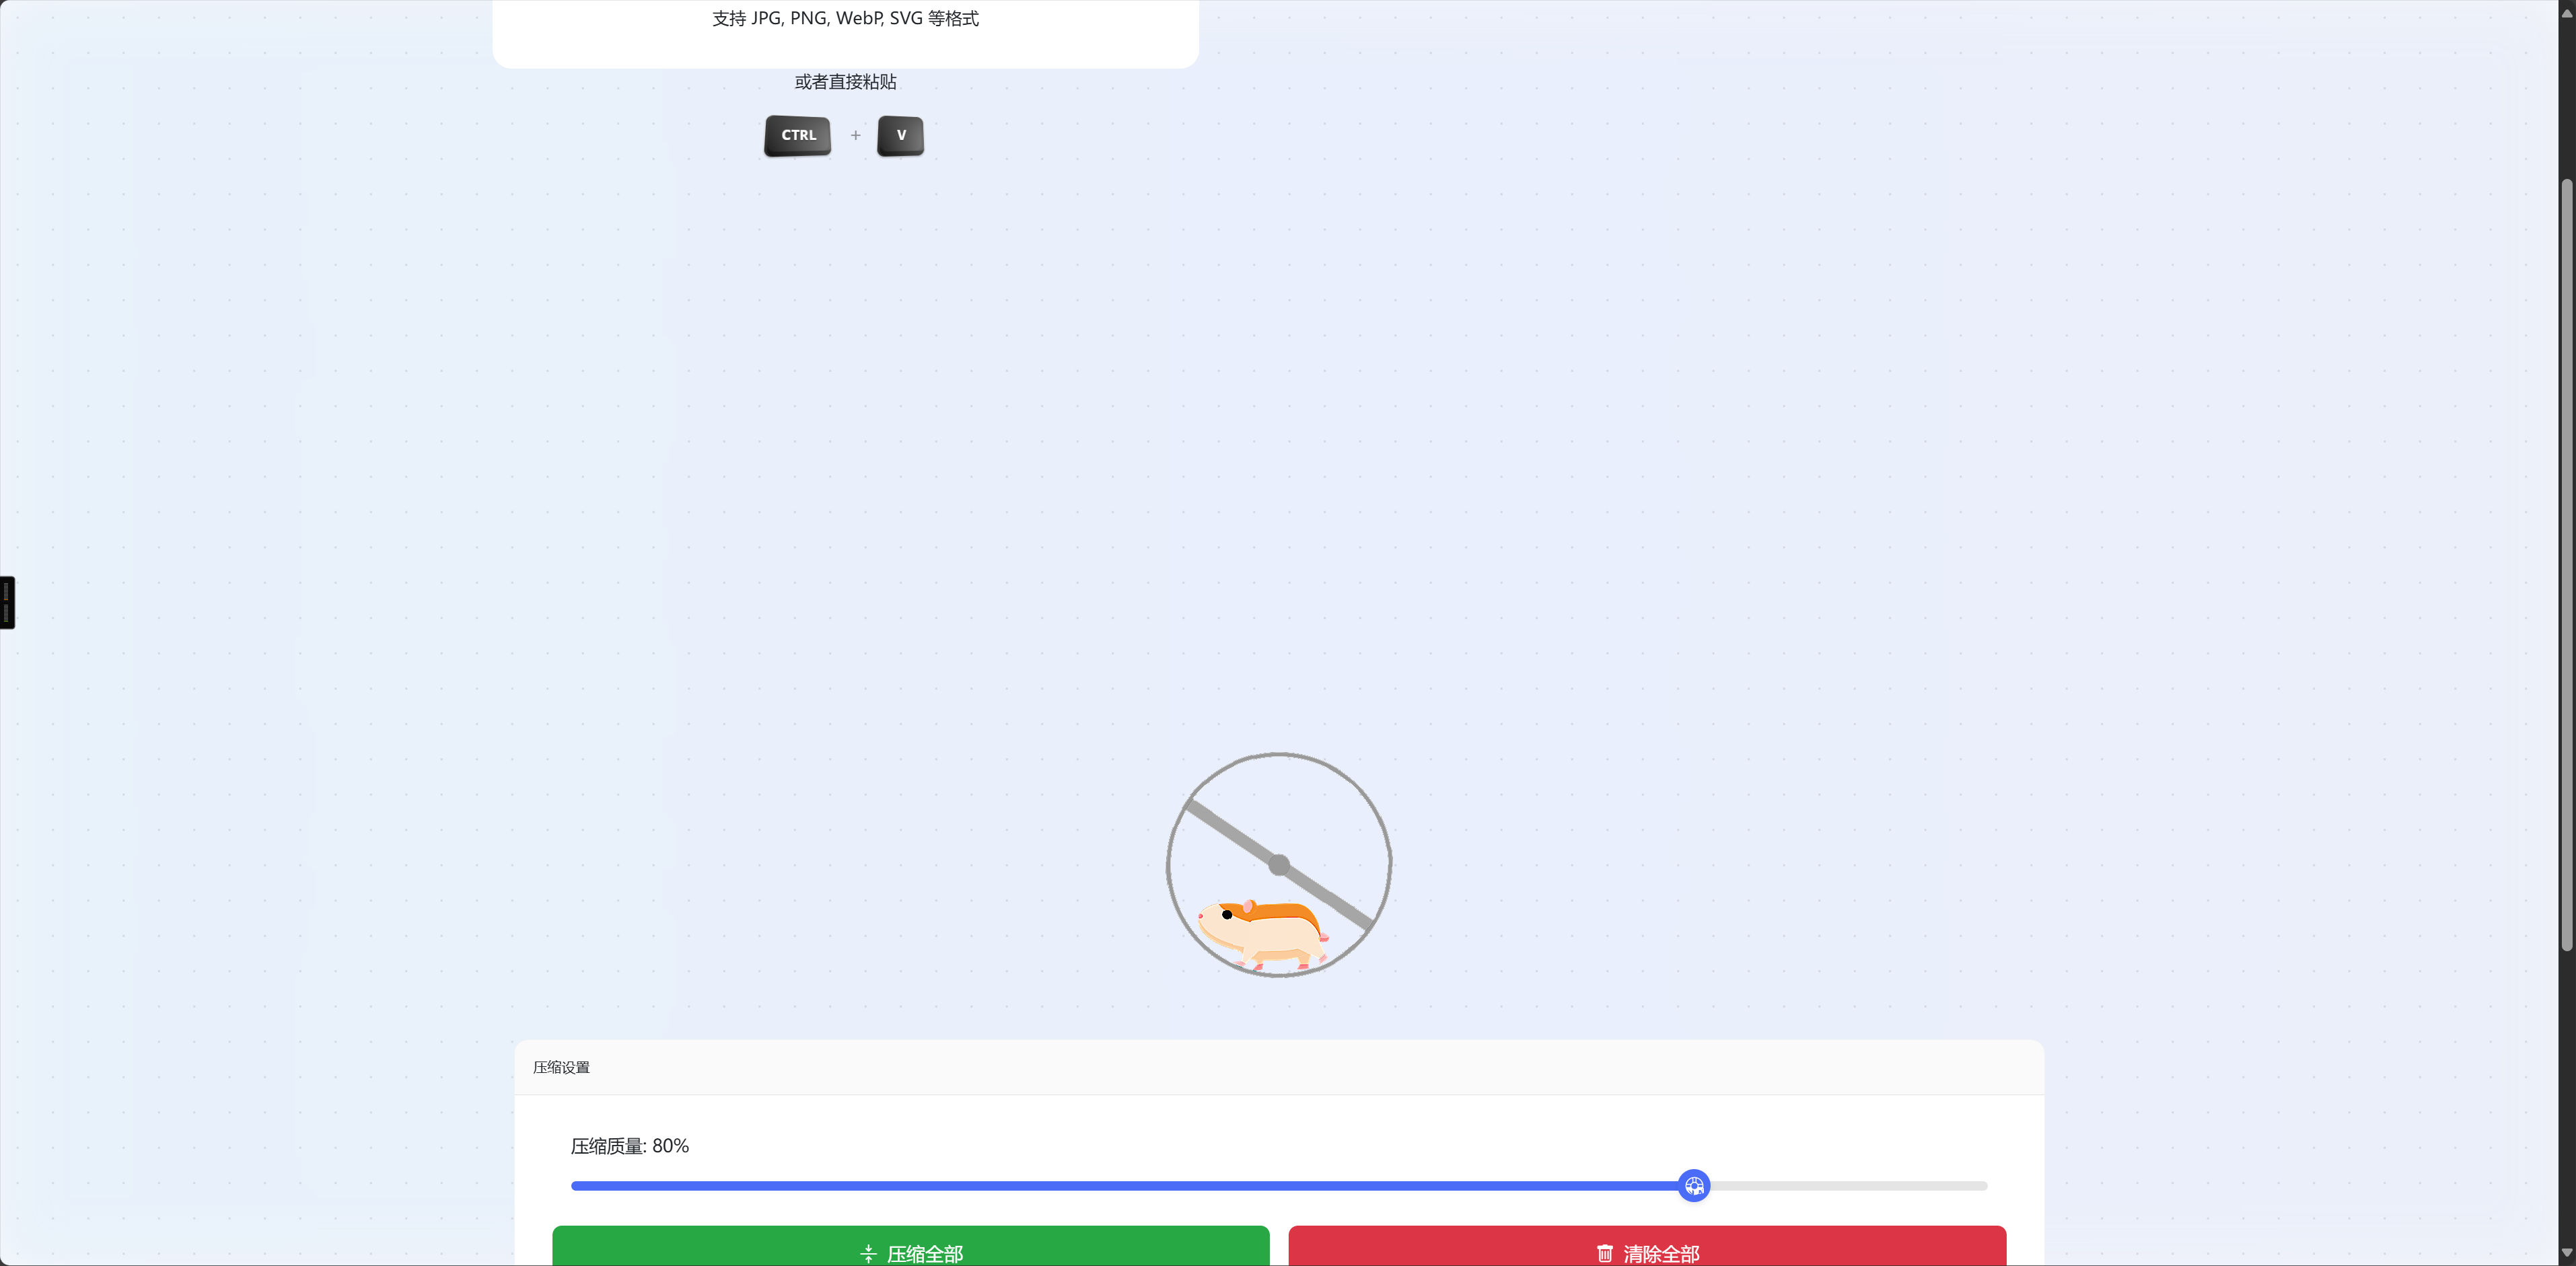 支持 JPG, PNG, WebP, SVG 等格式
或者直接粘贴
CTRL + V
压缩设置
压缩质量: 80%
压缩全部
清除全部